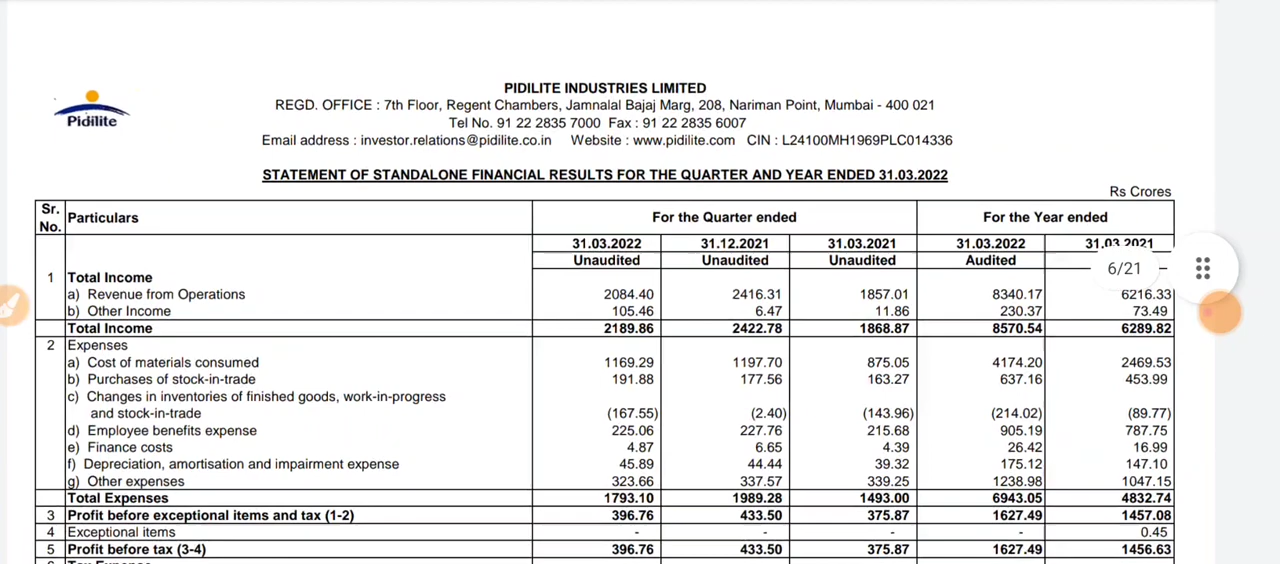 PIDILITE INDUSTRIES LIMITED
REGD. OFFICE : 7th Floor, Regent Chambers, Jamnalal Bajaj Marg, 208, Nariman Point, Mumbai - 400 021
Pidilite
Tel No. 91 22 2835 7000 Fax : 91 22 2835 6007
Email address : investor.relations@pidilite.co.in Website : www.pidilite.com CIN : L24100MH1969PLC014336
STATEMENT OF STANDALONE FINANCIAL RESULTS FOR THE QUARTER AND YEAR ENDED 31.03.2022
Rs Crores
Sr. No. Particulars For the Quarter ended For the Year ended
31.03.2022 31.12.2021 31.03.2021 31.03.2022 31.03.2021
Unaudited Unaudited Unaudited Audited
6/21
1 Total Income
a) Revenue from Operations 2084.40 2416.31 1857.01 8340.17 6216.33
b) Other Income 105.46 6.47 11.86 230.37 73.49
Total Income 2189.86 2422.78 1868.87 8570.54 6289.82
2 Expenses
a) Cost of materials consumed 1169.29 1197.70 875.05 4174.20 2469.53
b) Purchases of stock-in-trade 191.88 177.56 163.27 637.16 453.99
c) Changes in inventories of finished goods, work-in-progress
and stock-in-trade (167.55) (2.40) (143.96) (214.02) (89.77)
d) Employee benefits expense 225.06 227.76 215.68 905.19 787.75
e) Finance costs 4.87 6.65 4.39 26.42 16.99
f) Depreciation, amortisation and impairment expense 45.89 44.44 39.32 175.12 147.10
g) Other expenses 323.66 337.57 339.25 1238.98 1047.15
Total Expenses 1793.10 1989.28 1493.00 6943.05 4832.74
3 Profit before exceptional items and tax (1-2) 396.76 433.50 375.87 1627.49 1457.08
4 Exceptional items - - - - 0.45
5 Profit before tax (3-4) 396.76 433.50 375.87 1627.49 1456.63